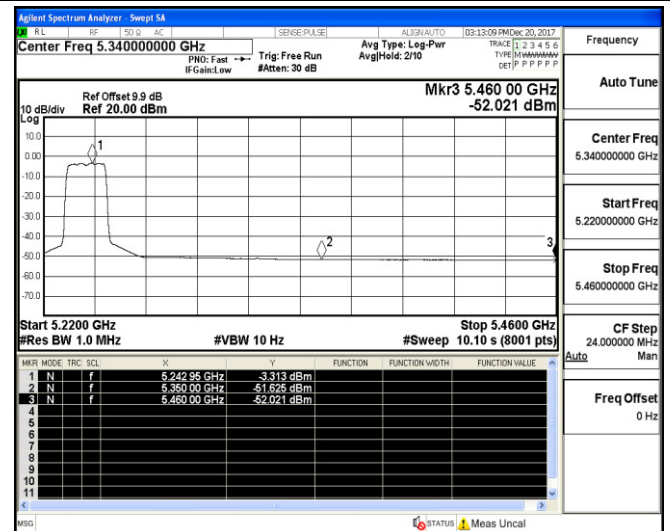 Agilent Spectrum Analyzer - Swept SA
RL RF 50 Ω AC SENSE:PULSE ALIGNAUTO 03:13:09 PM Dec 20, 2017
Center Freq 5.340000000 GHz
PNO: Fast
IFGain:Low
Trig: Free Run
#Atten: 30 dB
Avg Type: Log-Pwr
Avg|Hold: 2/10
TRACE 1 2 3 4 5 6
TYPE MWWWWW
DET P P P P P P
Ref Offset 9.9 dB
10 dB/div Ref 20.00 dBm
Log
Mkr3 5.460 00 GHz
-52.021 dBm
10.0
0.00
-10.0
-20.0
-30.0
-40.0
-50.0
-60.0
-70.0
1
2
3
Start 5.2200 GHz Stop 5.4600 GHz
#Res BW 1.0 MHz #VBW 10 Hz #Sweep 10.10 s (8001 pts)
MKR MODE TRC SCL X Y FUNCTION FUNCTION WIDTH FUNCTION VALUE
1 N f 5.242 95 GHz -3.313 dBm
2 N f 5.350 00 GHz -51.625 dBm
3 N f 5.460 00 GHz -52.021 dBm
4
5
6
7
8
9
10
11
MSG STATUS Meas Uncal
Frequency
Auto Tune
Center Freq
5.340000000 GHz
Start Freq
5.220000000 GHz
Stop Freq
5.460000000 GHz
CF Step
24.000000 MHz
Auto Man
Freq Offset
0 Hz